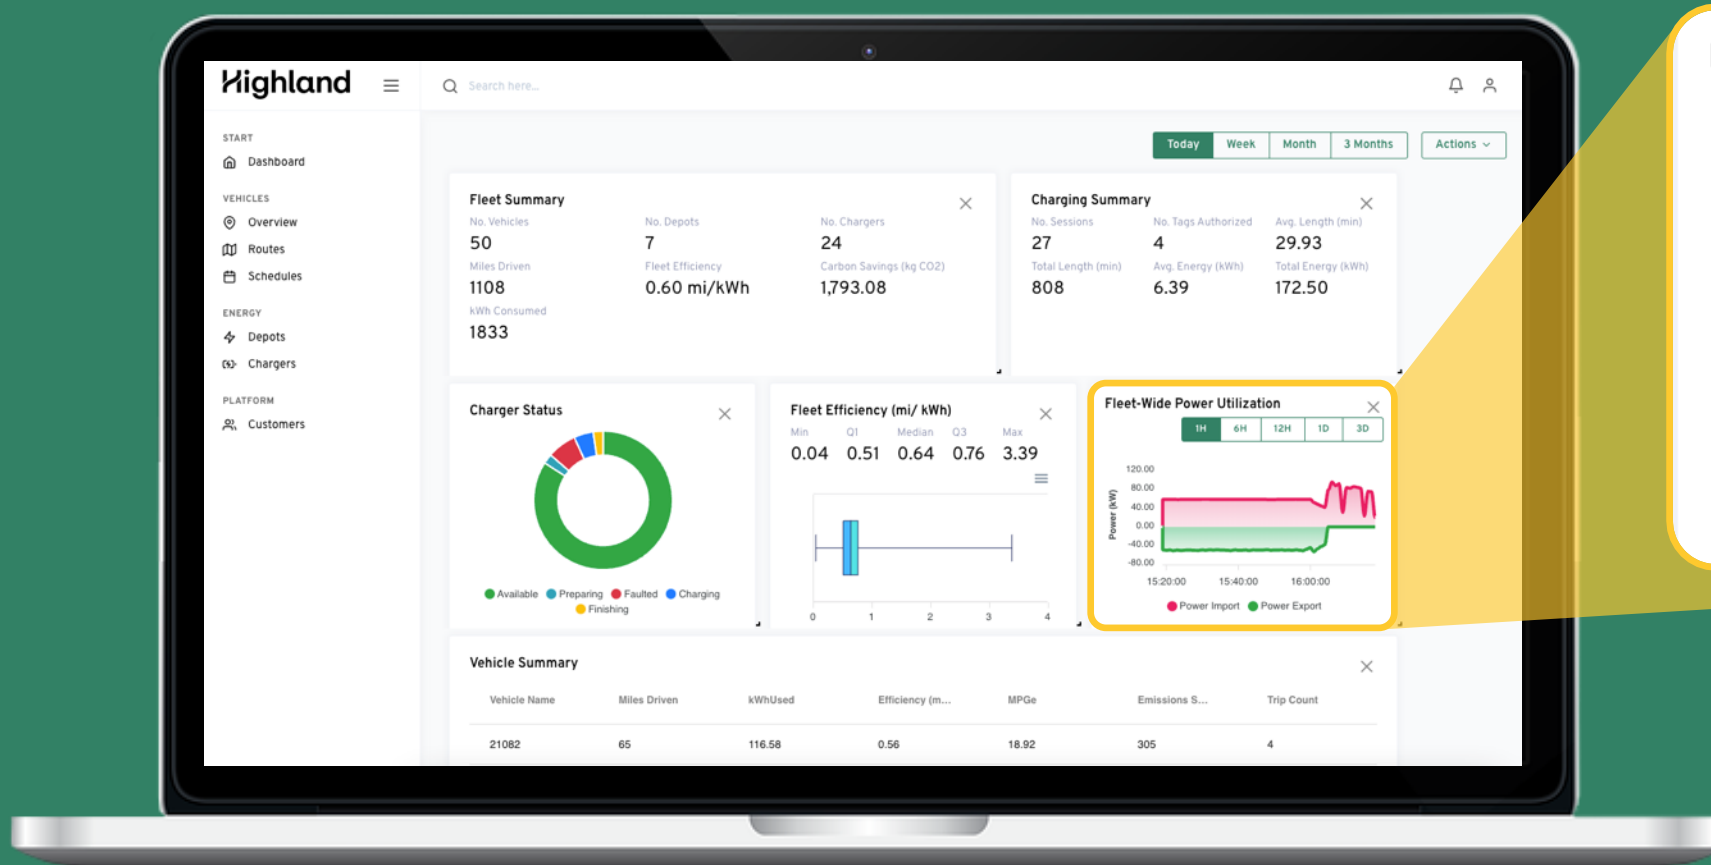 Highland
Search here...
START
Dashboard
VEHICLES
Overview
Routes
Schedules
ENERGY
Depots
Chargers
PLATFORM
Customers
Today Week Month 3 Months Actions
Fleet Summary
No. Vehicles No. Depots No. Chargers
50 7 24
Miles Driven Fleet Efficiency Carbon Savings (kg CO2)
1108 0.60 mi/kWh 1,793.08
kWh Consumed
1833
Charging Summary
No. Sessions No. Tags Authorized Avg. Length (min)
27 4 29.93
Total Length (min) Avg. Energy (kWh) Total Energy (kWh)
808 6.39 172.50
Charger Status
Available Preparing Faulted Charging
Finishing
Fleet Efficiency (mi/ kWh)
Min Q1 Median Q3 Max
0.04 0.51 0.64 0.76 3.39
0 1 2 3 4
Fleet-Wide Power Utilization
1H 6H 12H 1D 3D
Power (kW)
120.00
80.00
40.00
0.00
-40.00
-80.00
15:20:00 15:40:00 16:00:00
Power Import Power Export
Vehicle Summary
Vehicle Name Miles Driven kWhUsed Efficiency (m... MPGe Emissions S... Trip Count
21082 65 116.58 0.56 18.92 305 4